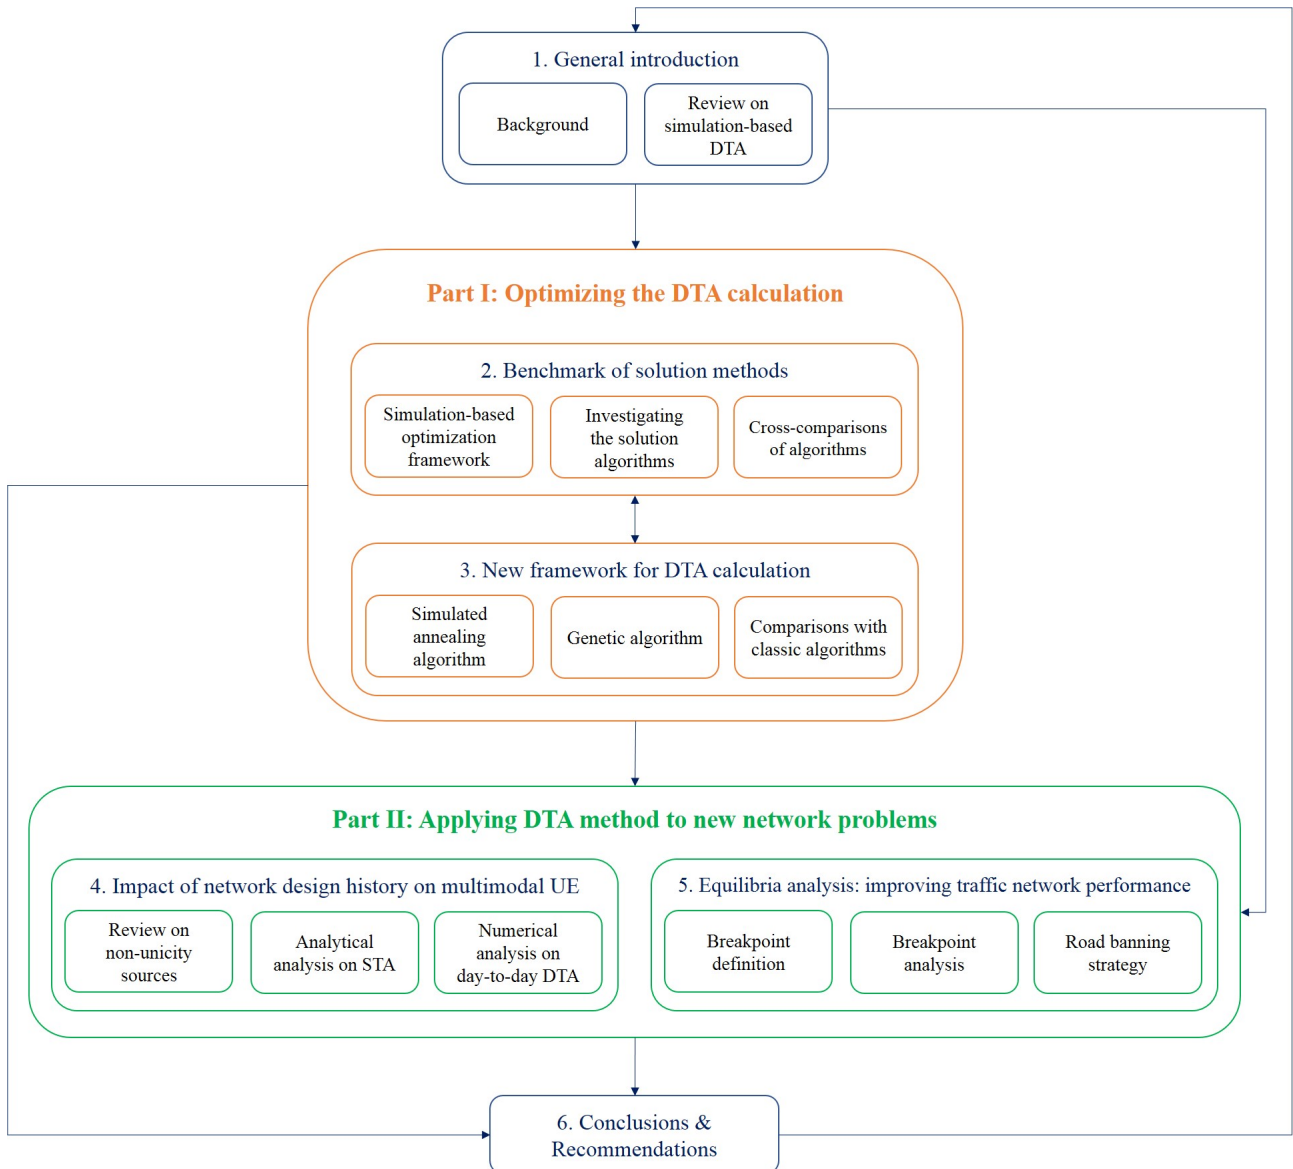 1. General introduction
Background
Review on
simulation-based
DTA
Part I: Optimizing the DTA calculation
2. Benchmark of solution methods
Simulation-based
optimization
framework
Investigating
the solution
algorithms
Cross-comparisons
of algorithms
3. New framework for DTA calculation
Simulated
annealing
algorithm
Genetic algorithm
Comparisons with
classic algorithms
Part II: Applying DTA method to new network problems
4. Impact of network design history on multimodal UE
Review on
non-unicity
sources
Analytical
analysis on STA
Numerical
analysis on
day-to-day DTA
5. Equilibria analysis: improving traffic network performance
Breakpoint
definition
Breakpoint
analysis
Road banning
strategy
6. Conclusions &
Recommendations